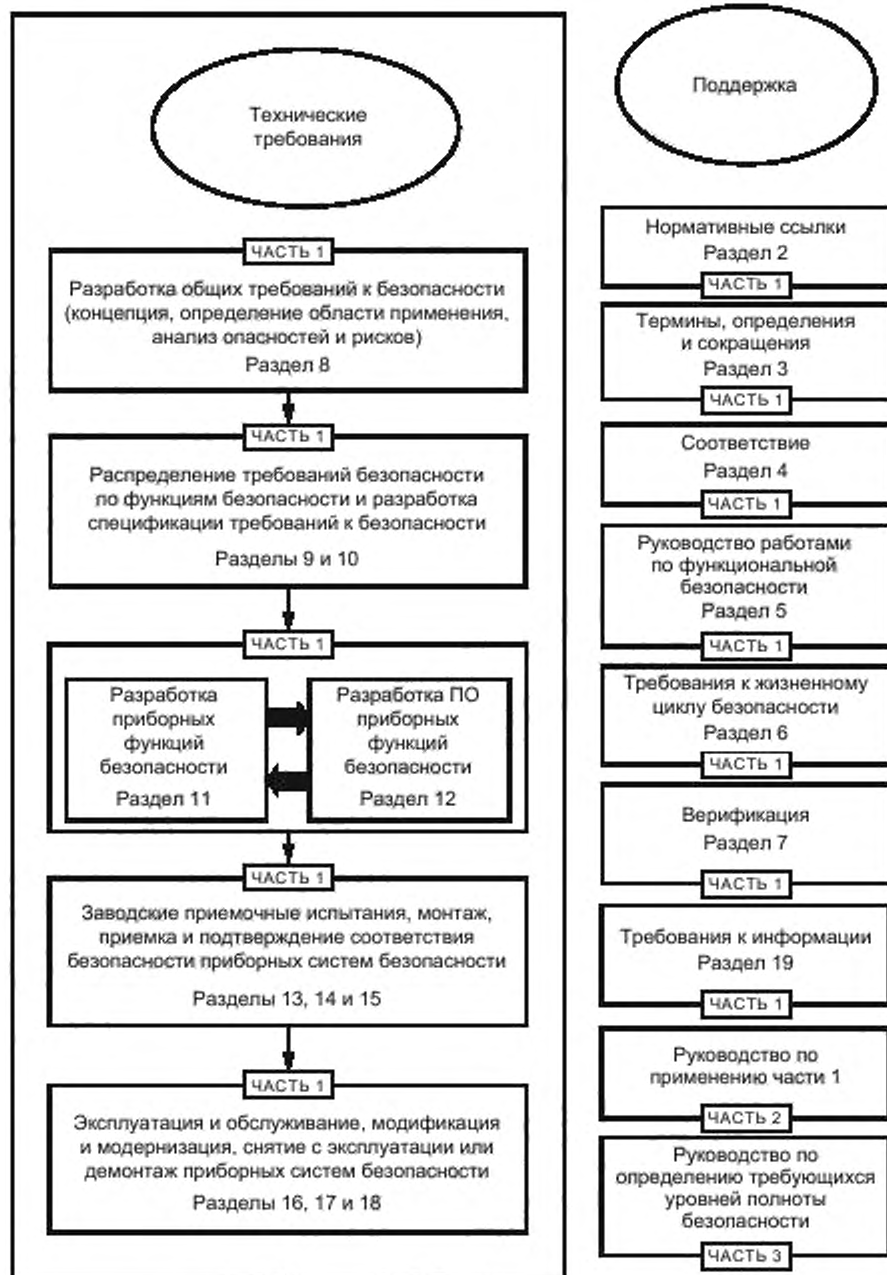 Технические
требования
ЧАСТЬ 1
Разработка общих требований к безопасности
(концепция, определение области применения,
анализ опасностей и рисков)
Раздел 8
ЧАСТЬ 1
Распределение требований безопасности
по функциям безопасности и разработка
спецификации требований к безопасности
Разделы 9 и 10
ЧАСТЬ 1
Разработка
приборных
функций
безопасности
Раздел 11
Разработка ПО
приборных
функций
безопасности
Раздел 12
ЧАСТЬ 1
Заводские приемочные испытания, монтаж,
приемка и подтверждение соответствия
безопасности приборных систем безопасности
Разделы 13, 14 и 15
ЧАСТЬ 1
Эксплуатация и обслуживание, модификация
и модернизация, снятие с эксплуатации или
демонтаж приборных систем безопасности
Разделы 16, 17 и 18
Поддержка
Нормативные ссылки
Раздел 2
ЧАСТЬ 1
Термины, определения
и сокращения
Раздел 3
ЧАСТЬ 1
Соответствие
Раздел 4
ЧАСТЬ 1
Руководство работами
по функциональной
безопасности
Раздел 5
ЧАСТЬ 1
Требования к жизненному
циклу безопасности
Раздел 6
ЧАСТЬ 1
Верификация
Раздел 7
ЧАСТЬ 1
Требования к информации
Раздел 19
ЧАСТЬ 1
Руководство по
применению части 1
ЧАСТЬ 2
Руководство по
определению требующихся
уровней полноты
безопасности
ЧАСТЬ 3